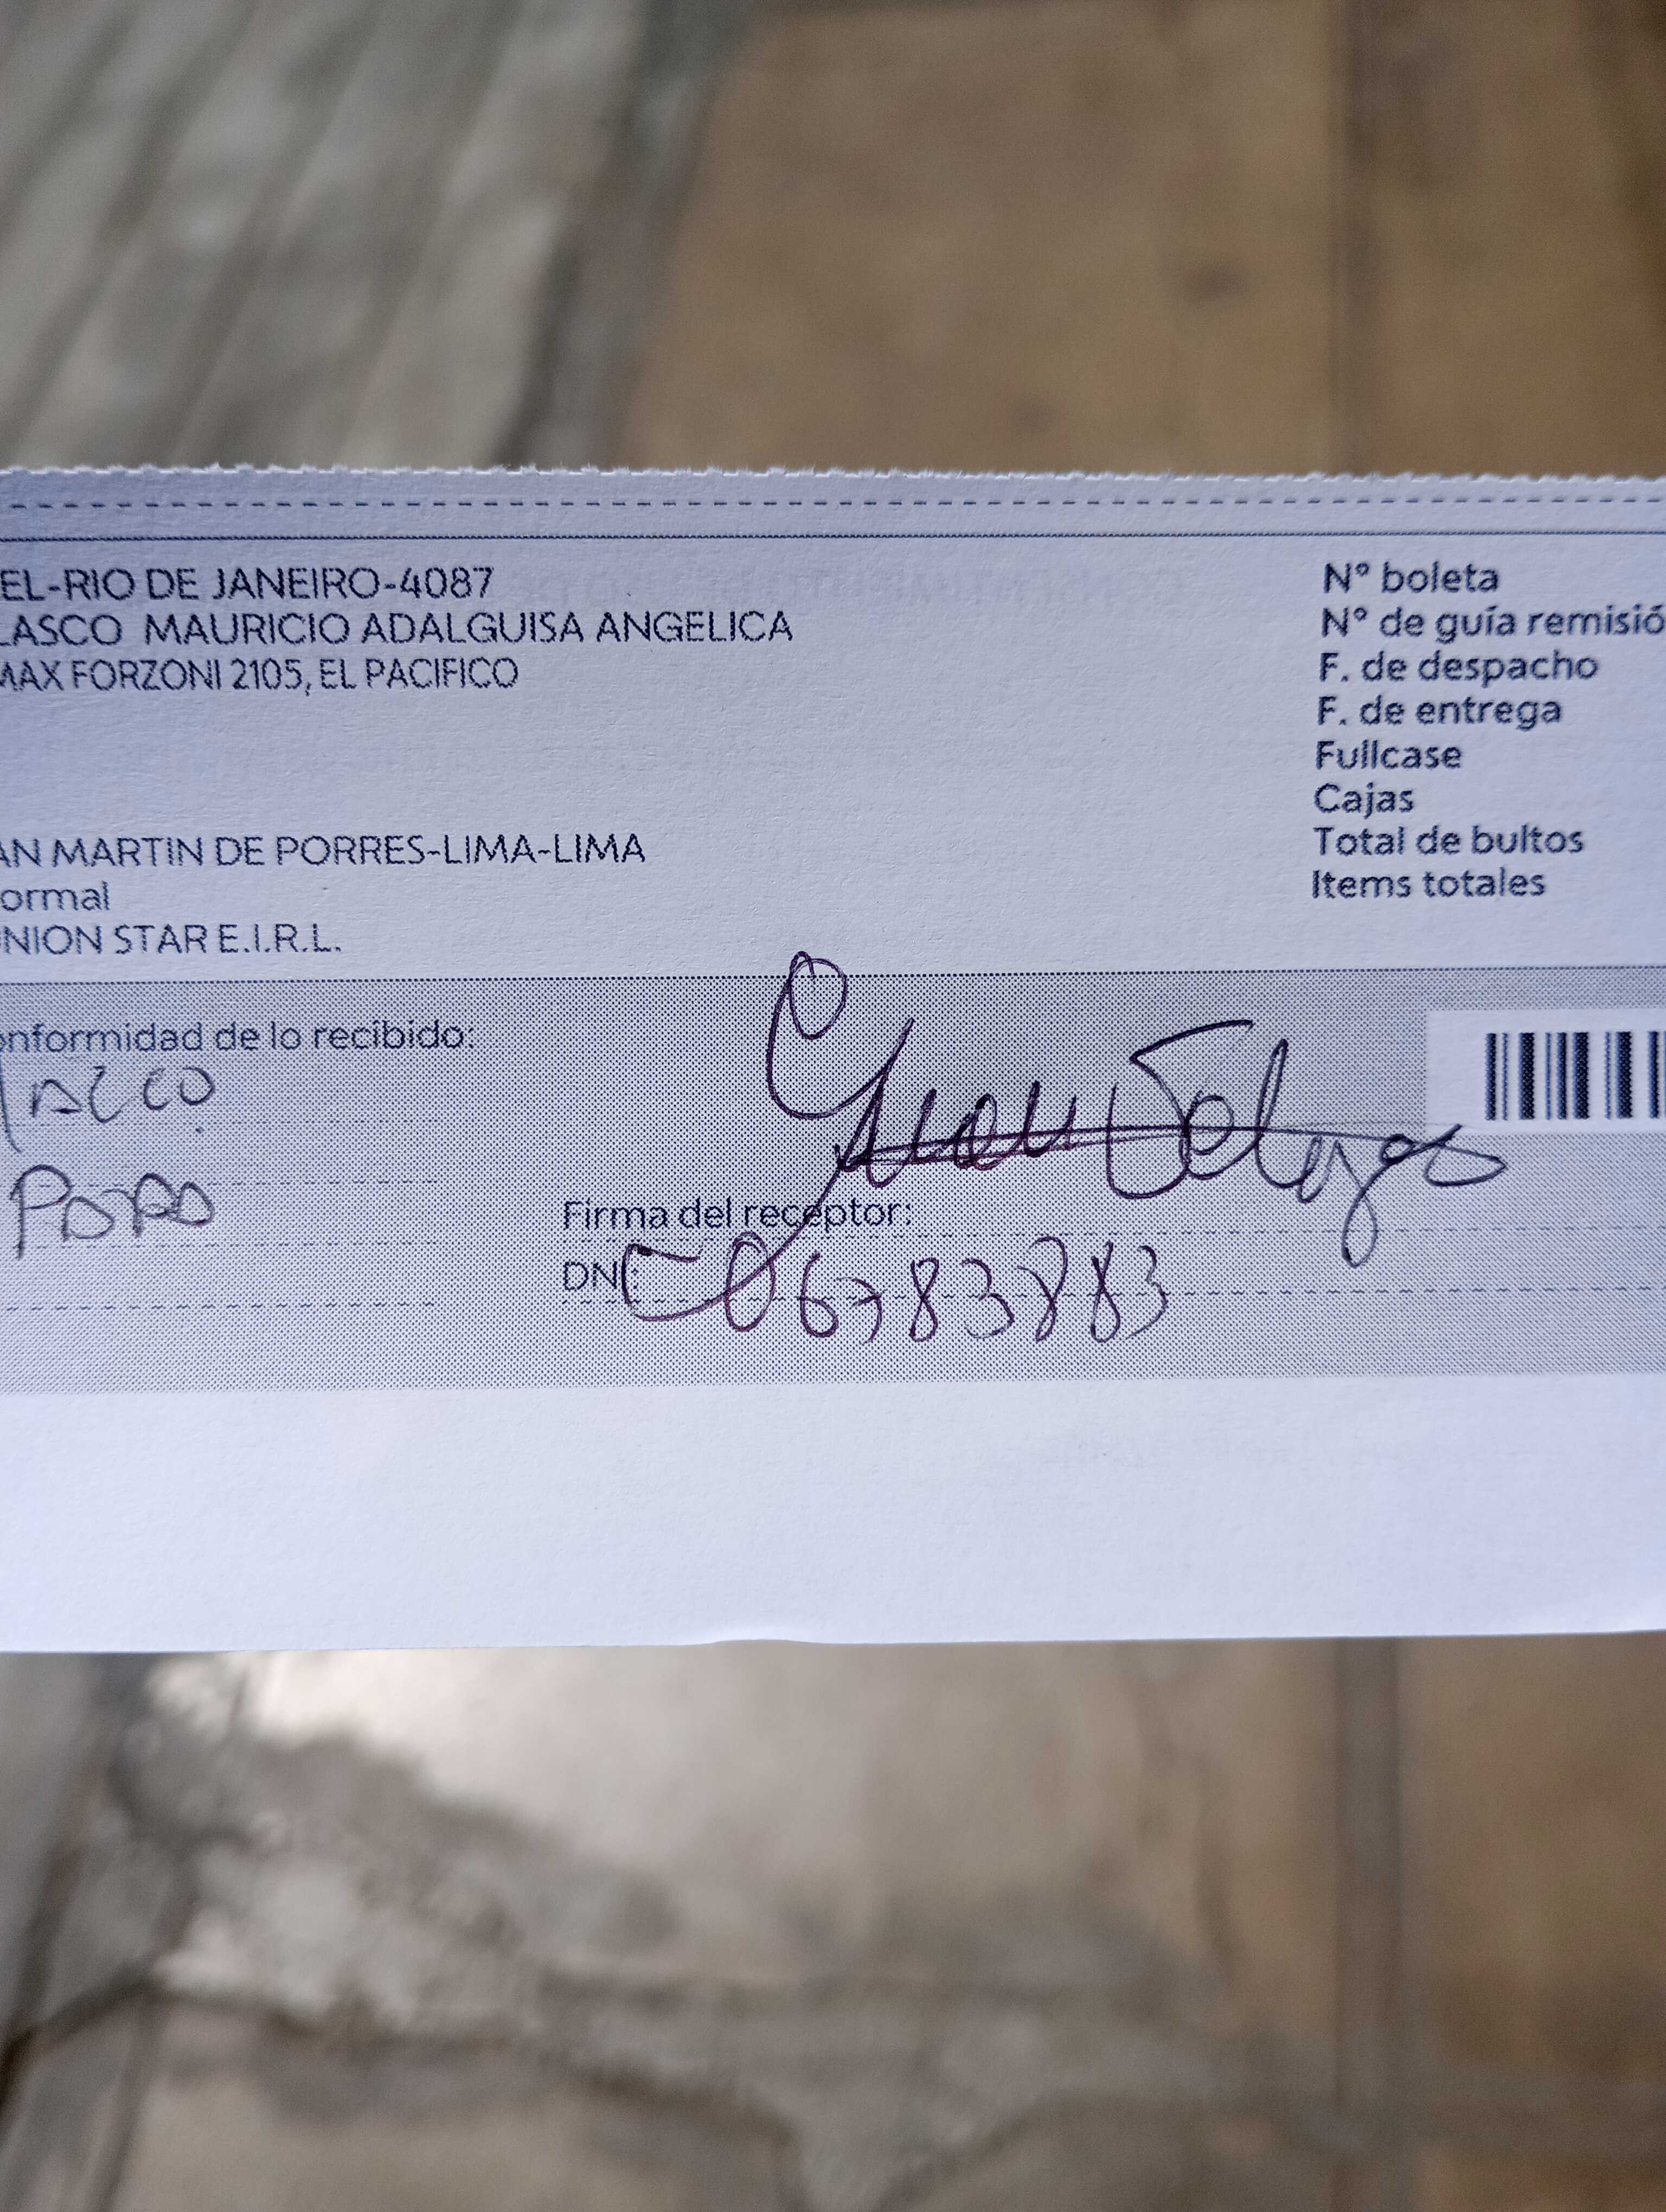 EL-RIO DE JANEIRO-4087
LASCO MAURICIO ADALGUISA ANGELICA
MAX FORZONI 2105, EL PACIFICO
AN MARTIN DE PORRES-LIMA-LIMA
ormal
NION STAR E.I.R.L.
N° boleta
N° de guía remisió
F. de despacho
F. de entrega
Fullcase
Cajas
Total de bultos
Items totales
onformidad de lo recibido:
Firma del receptor:
DNI: 06783883